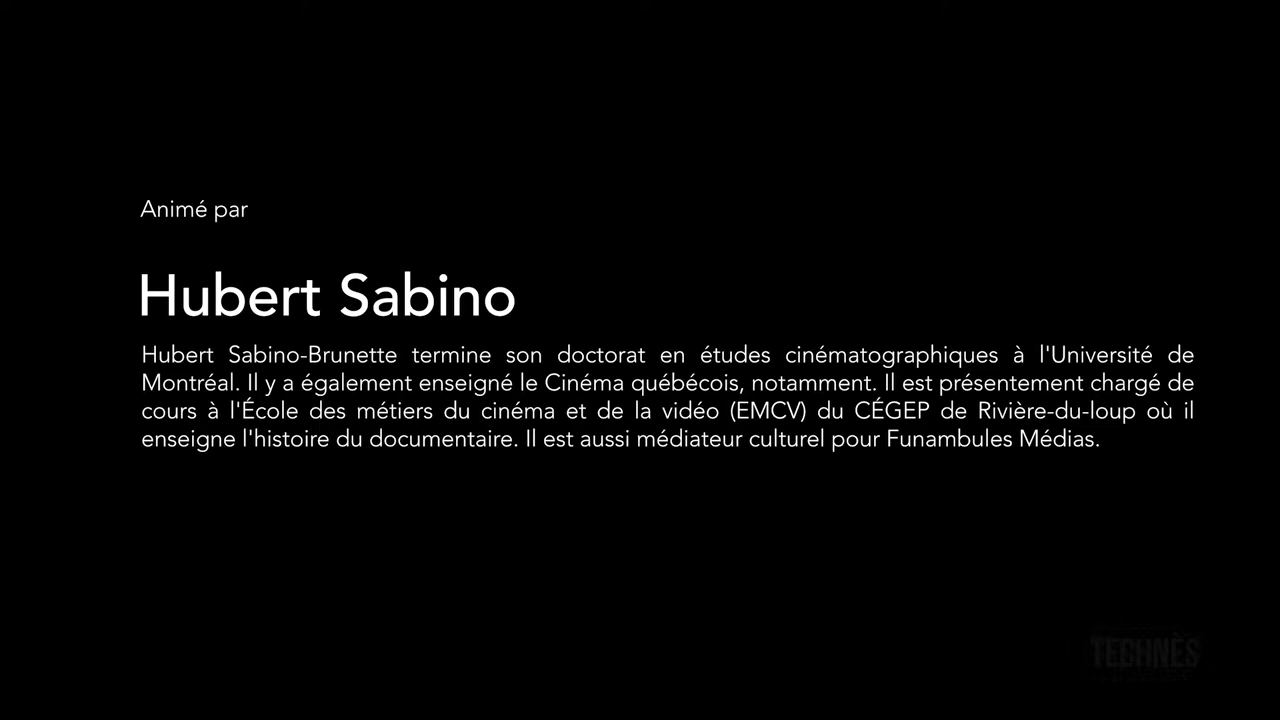 Animé par
Hubert Sabino
Hubert Sabino-Brunette termine son doctorat en études cinématographiques à l'Université de
Montréal. Il y a également enseigné le Cinéma québécois, notamment. Il est présentement chargé de
cours à l'École des métiers du cinéma et de la vidéo (EMCV) du CÉGEP de Rivière-du-loup où il
enseigne l'histoire du documentaire. Il est aussi médiateur culturel pour Funambules Médias.
TECHNÈS